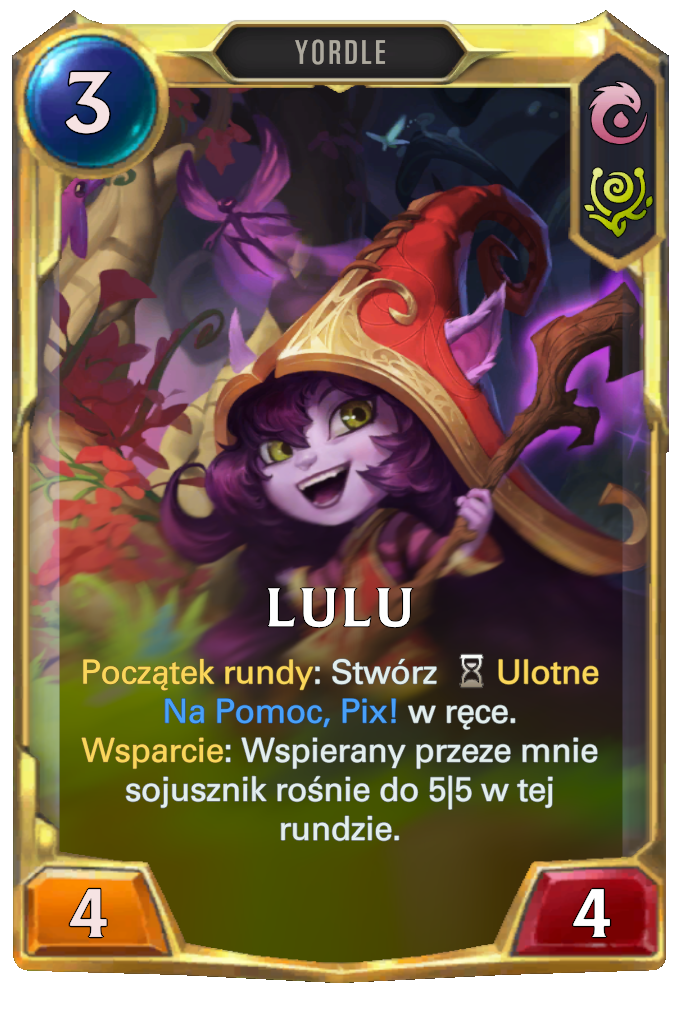 YORDLE
3
LULU
Początek rundy: Stwórz Ulotne
Na Pomoc, Pix! w ręce.
Wsparcie: Wspierany przeze mnie
sojusznik rośnie do 5|5 w tej
rundzie.
4
4